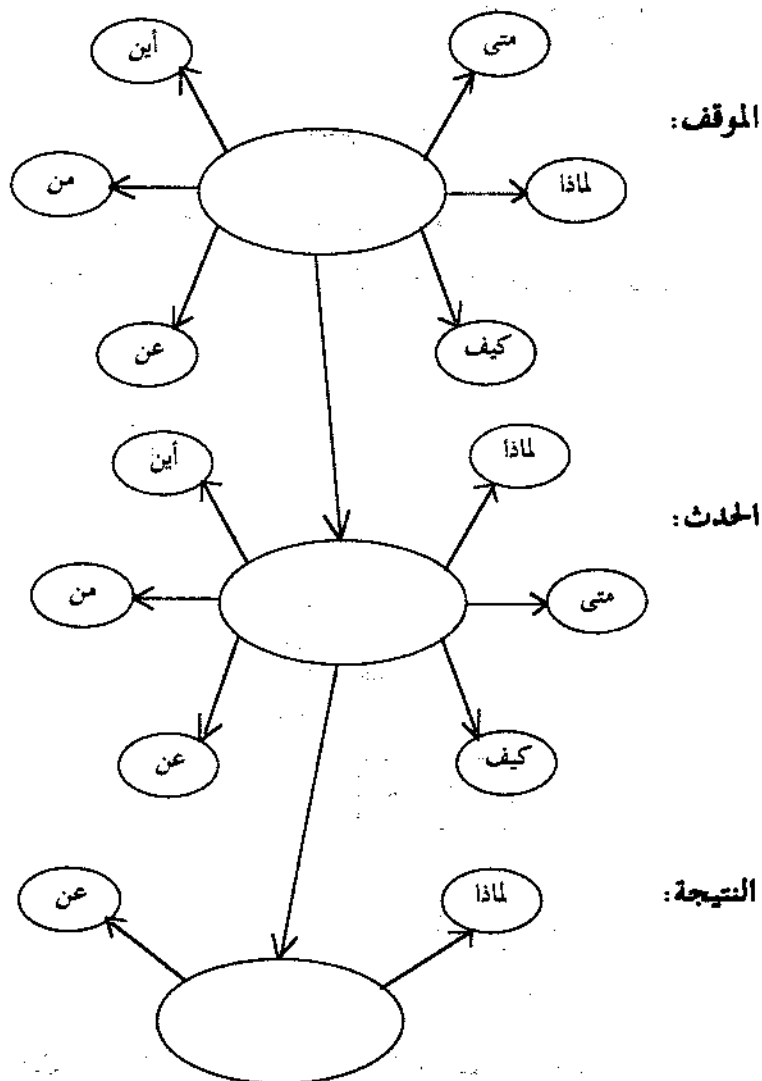 متى
أين
الموقف:
لماذا
من
كيف
عن
لماذا
أين
الحدث:
متى
من
كيف
عن
النتيجة:
لماذا
عن